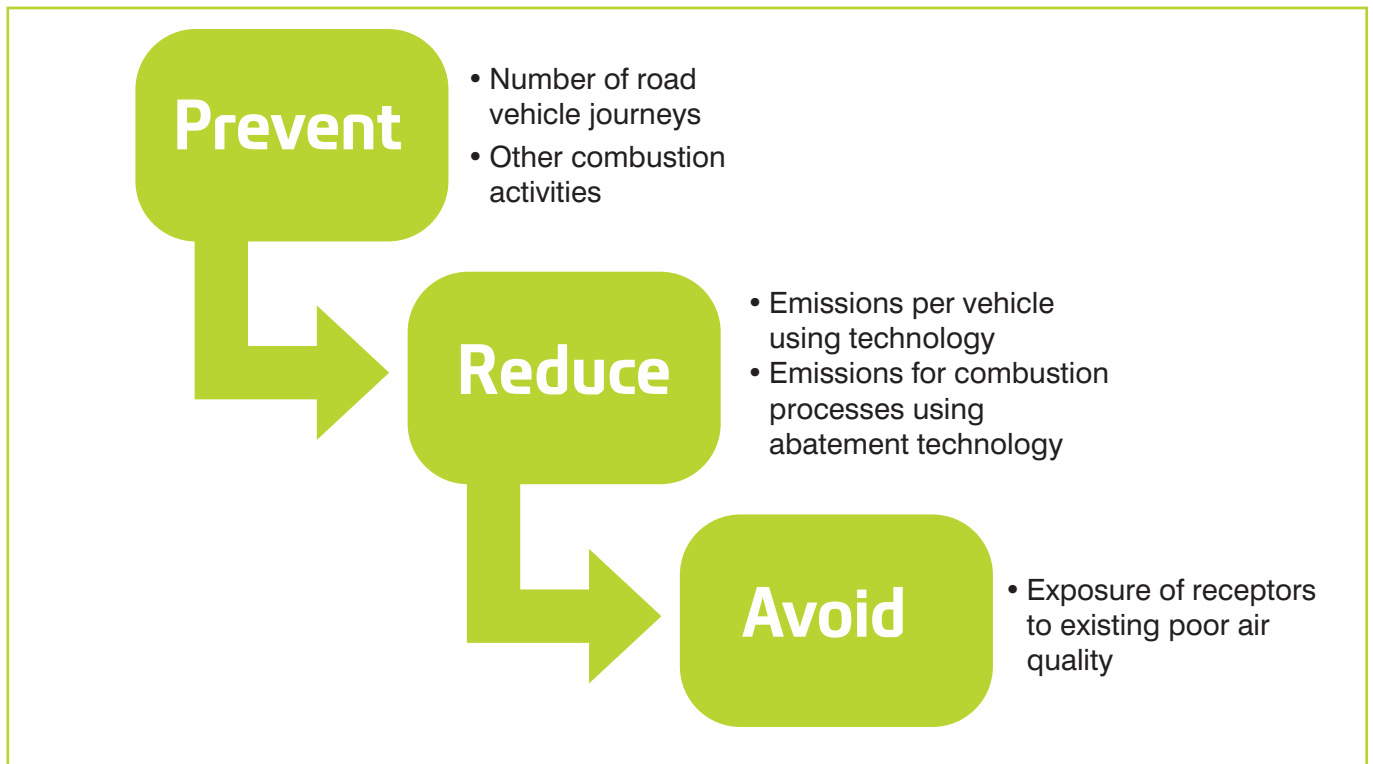 Prevent
• Number of road
vehicle journeys
• Other combustion
activities
Reduce
• Emissions per vehicle
using technology
• Emissions for combustion
processes using
abatement technology
Avoid
• Exposure of receptors
to existing poor air
quality